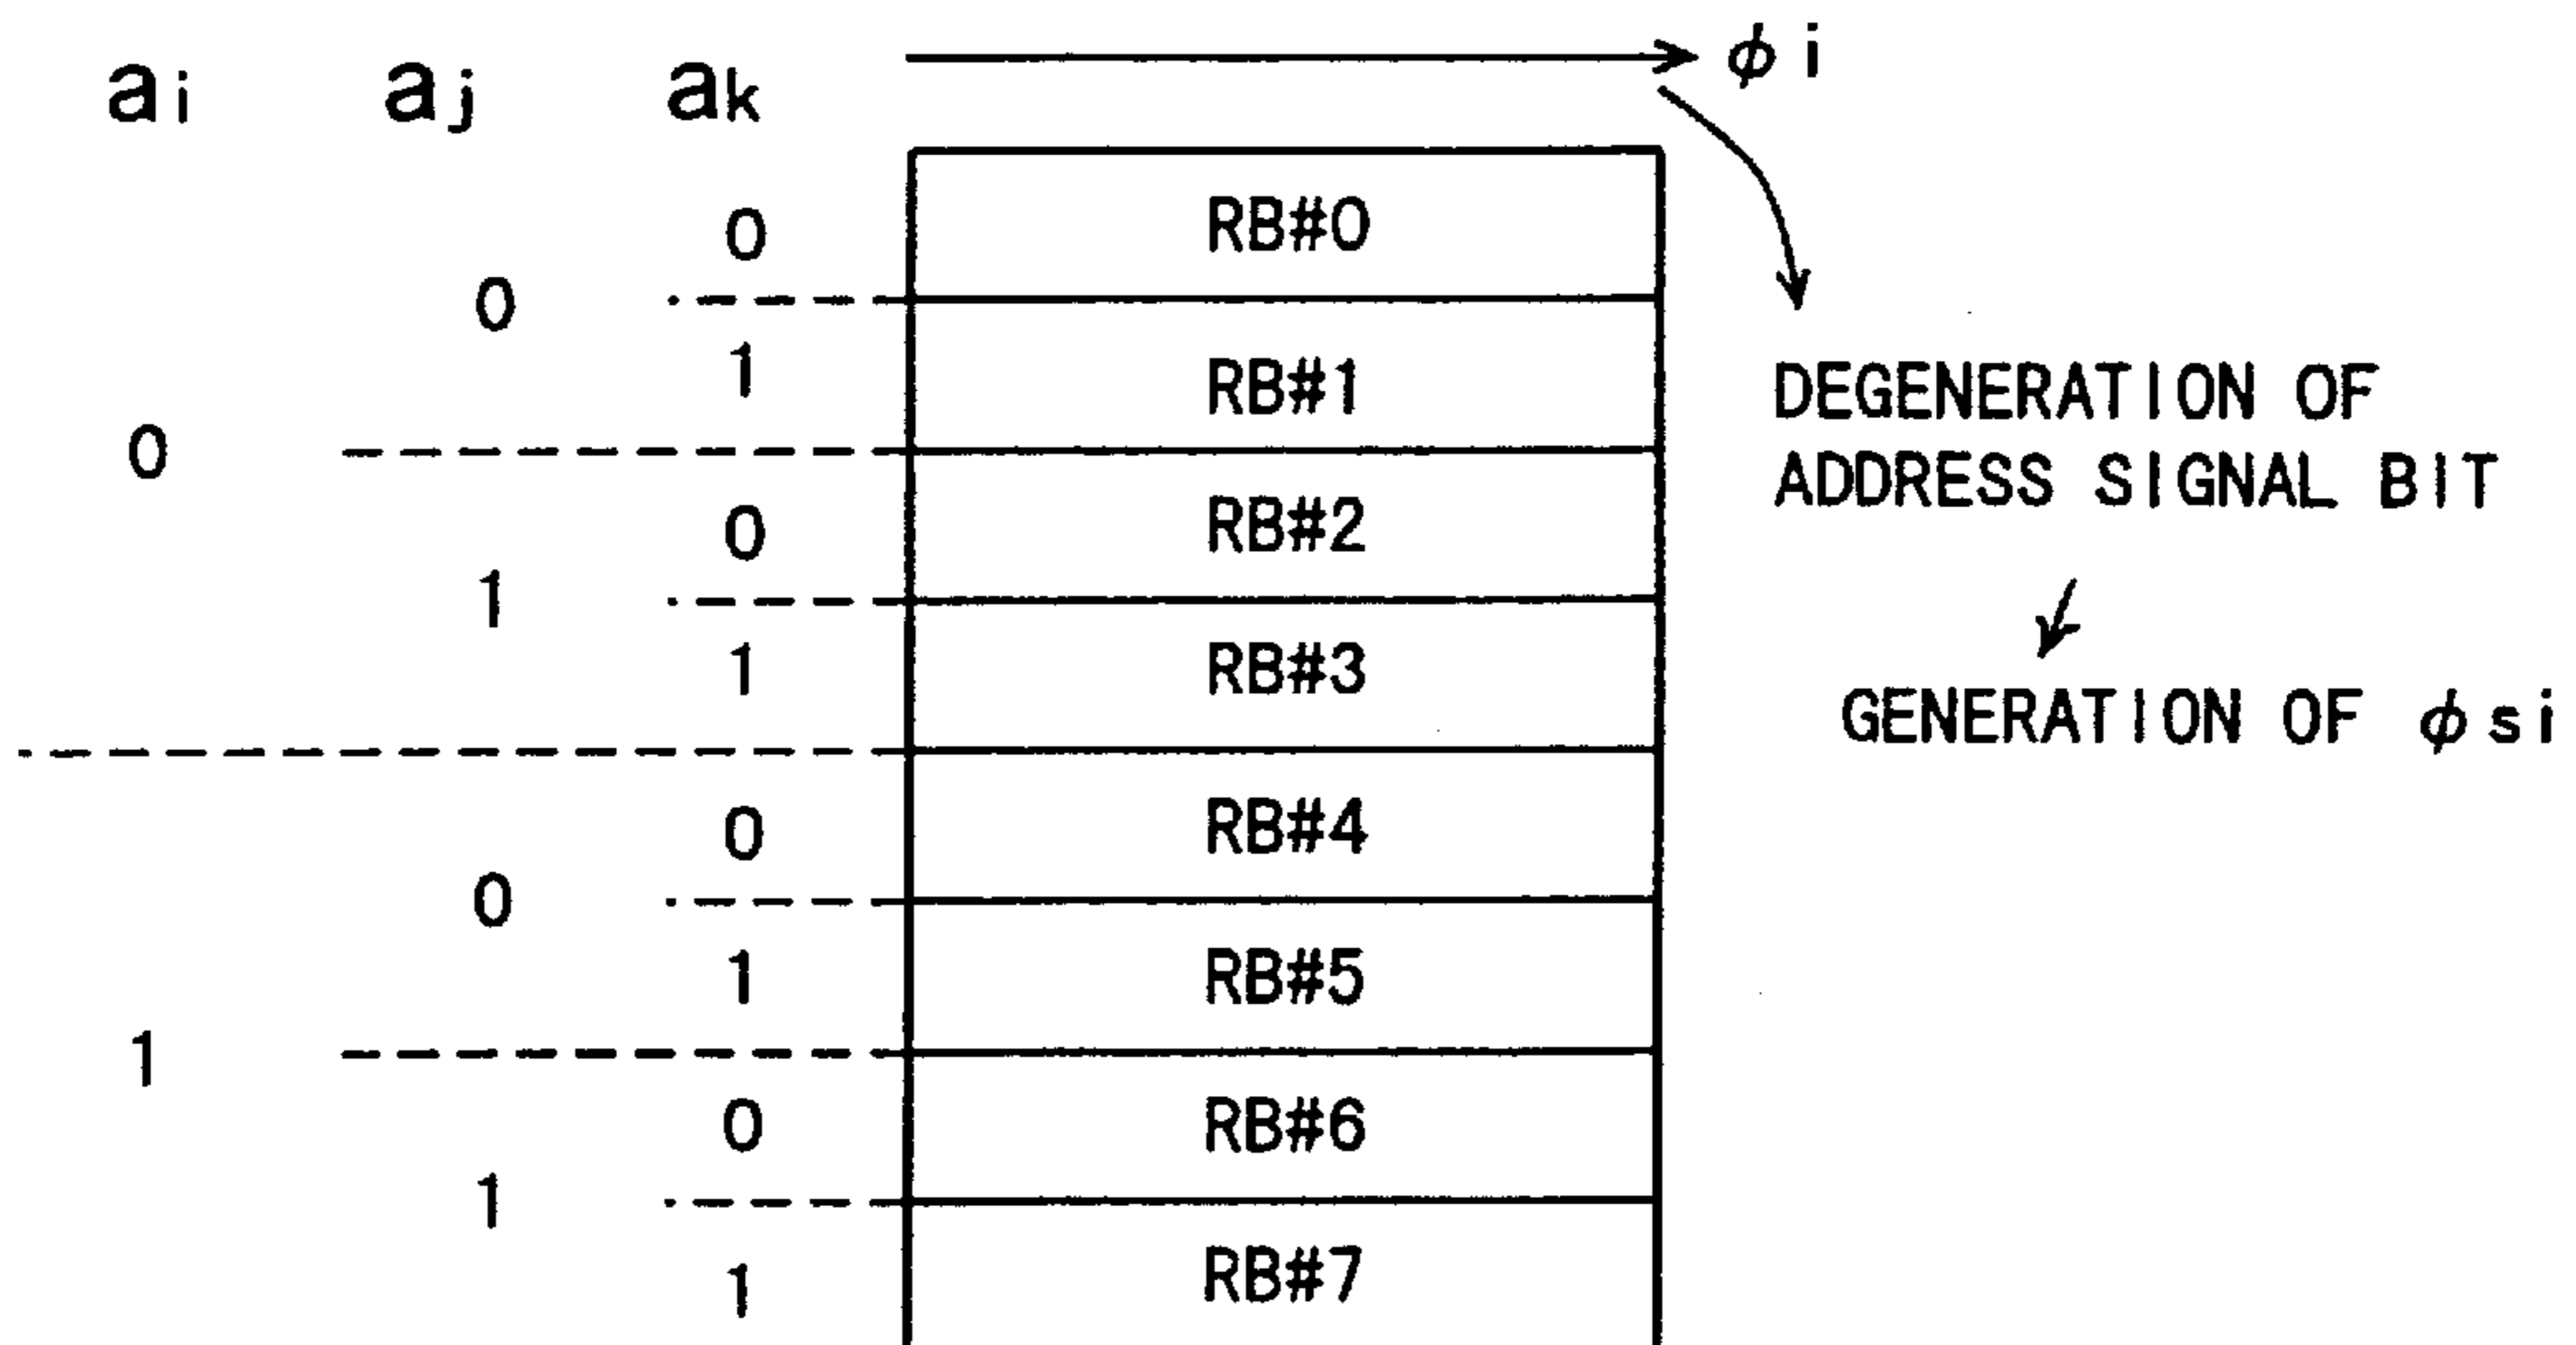 ai aj ak ϕi
0 RB#0
0
1 RB#1
DEGENERATION OF
ADDRESS SIGNAL BIT
0
0 RB#2
1
1 RB#3
GENERATION OF ϕsi
0 RB#4
0
1 RB#5
1
0 RB#6
1
1 RB#7